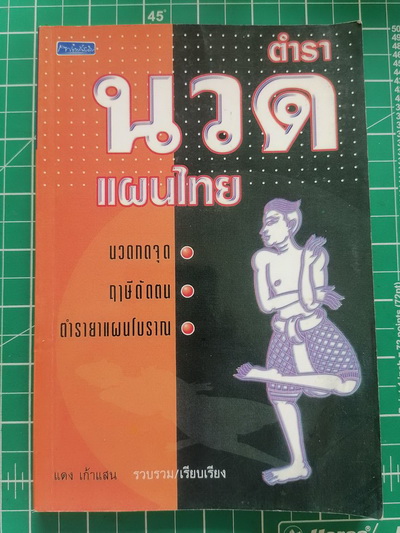 45°
ตำรา
นวด
แผนไทย
นวดกดจุด
ฤๅษีดัดตน
ตำรายาแผนโบราณ
แดง เก้าแสน รวบรวม/เรียบเรียง